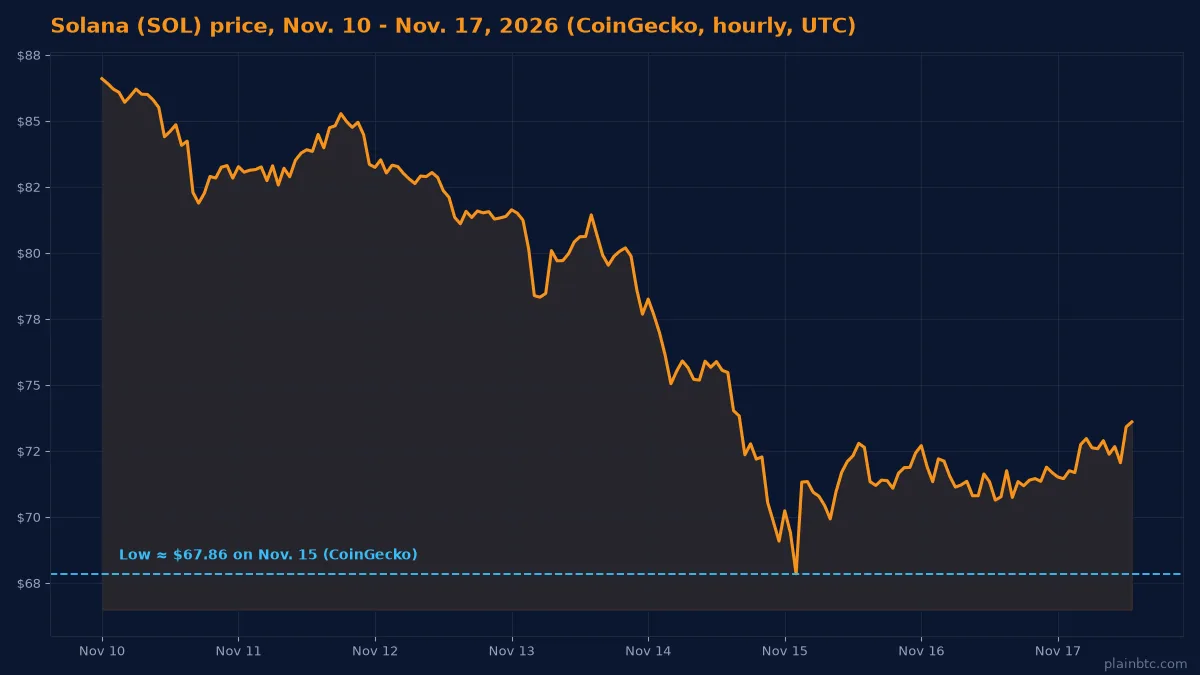 Solana (SOL) price, Nov. 10 - Nov. 17, 2026 (CoinGecko, hourly, UTC)
$88
$85
$82
$80
$78
$75
$72
$70
$68
Low ≈ $67.86 on Nov. 15 (CoinGecko)
Nov 10 Nov 11 Nov 12 Nov 13 Nov 14 Nov 15 Nov 16 Nov 17
plainbtc.com